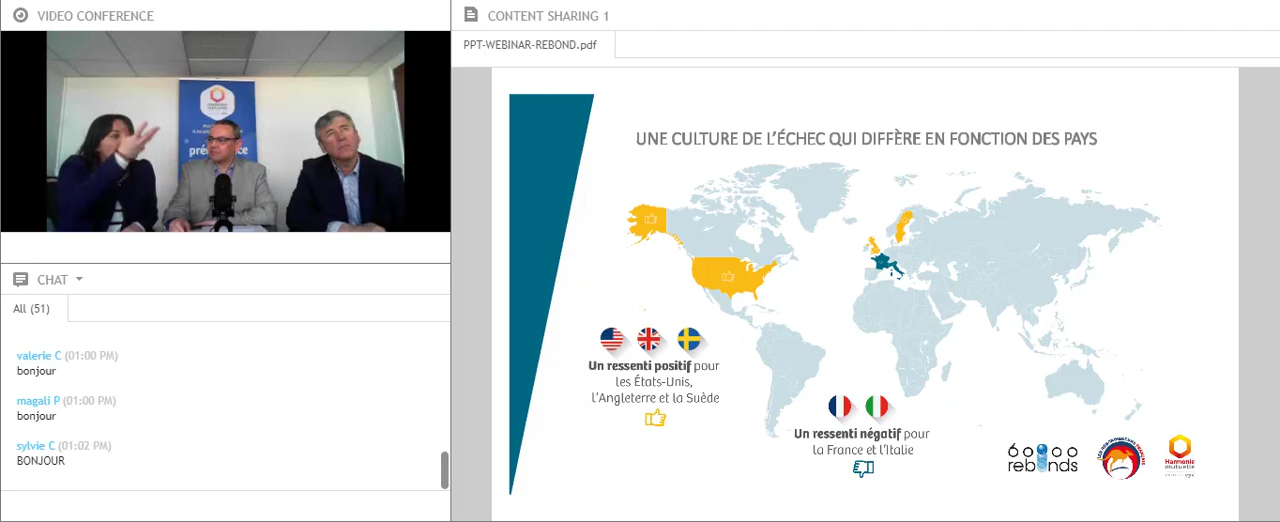 VIDEO CONFERENCE
CONTENT SHARING 1
PPT-WEBINAR-REBOND.pdf
CHAT
All (51)
valerie C (01:00 PM)
bonjour
magali P (01:00 PM)
bonjour
sylvie C (01:02 PM)
BONJOUR
UNE CULTURE DE L'ÉCHEC QUI DIFFÈRE EN FONCTION DES PAYS
Un ressenti positif pour
les États-Unis,
l'Angleterre et la Suède
Un ressenti négatif pour
la France et l'Italie
60000
rebonds
Harmonie
mutuelle